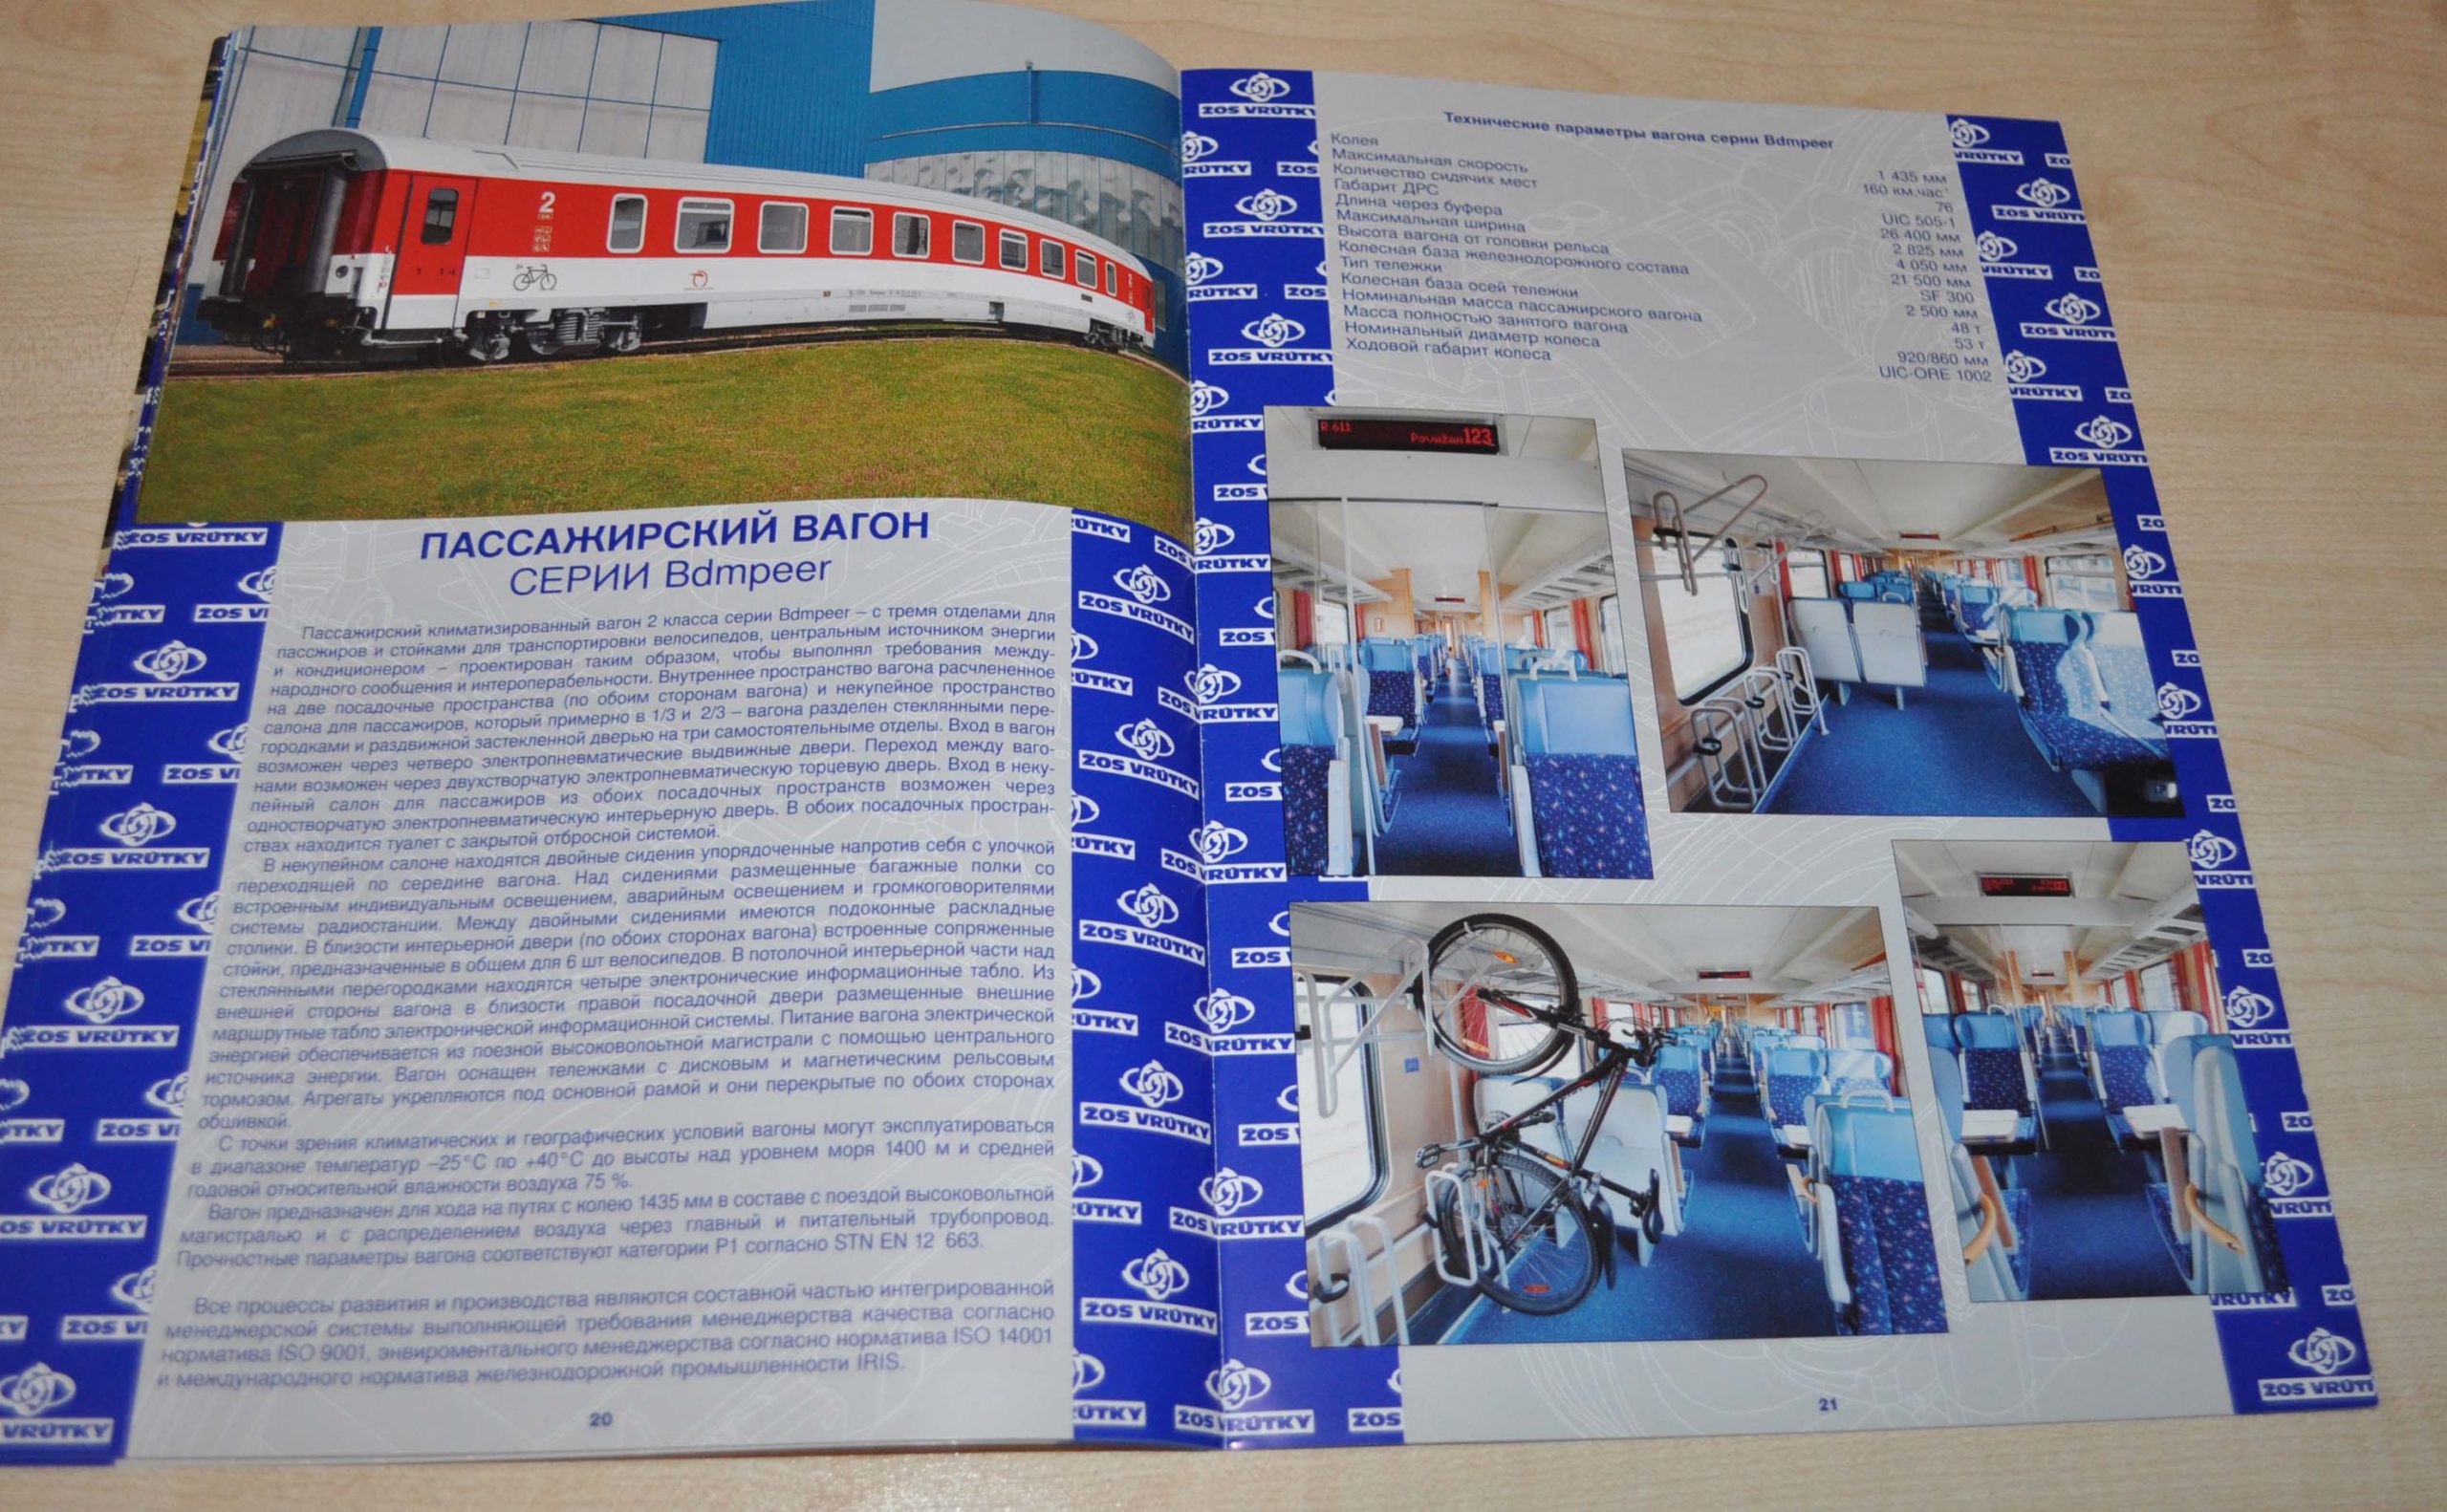 2
ПАССАЖИРСКИЙ ВАГОН
СЕРИИ Bdmpeer
Пассажирский климатизированный вагон 2 класса серии Bdmpeer – с тремя отделами для
пассжиров и стойками для транспортировки велосипедов, центральным источником энергии
и кондиционером – проектирован таким образом, чтобы выполнял требования между-
народного сообщения и интероперабельности. Внутреннее пространство вагона расчлененное
на две посадочные пространства (по обоим сторонам вагона) и некупейное пространство
салона для пассажиров, который примерно в 1/3 и 2/3 – вагона разделен стеклянными пере-
городками и раздвижной застекленной дверью на три самостоятельныме отделы. Вход в вагон
возможен через четверо электропневматические выдвижные двери. Переход между ваго-
нами возможен через двухстворчатую электропневматическую торцевую дверь. Вход в неку-
пейный салон для пассажиров из обоих посадочных пространств возможен через
одностворчатую электропневматическую интерьерную дверь. В обоих посадочных простран-
ствах находится туалет с закрытой отбросной системой.
В некупейном салоне находятся двойные сидения упорядоченные напротив себя с улочкой
переходящей по середине вагона. Над сидениями размещенные багажные полки со
встроенным индивидуальным освещением, аварийным освещением и громкоговорителями
системы радиостанции. Между двойными сидениями имеются подоконные раскладные
столики. В близости интерьерной двери (по обоих сторонах вагона) встроенные сопряженные
стойки, предназначенные в общем для 6 шт велосипедов. В потолочной интерьерной части над
стеклянными перегородками находятся четыре электронические информационные табло. Из
внешней стороны вагона в близости правой посадочной двери размещенные внешние
маршрутные табло электронической информационной системы. Питание вагона электрической
энергией обеспечивается из поезной высоковолоьтной магистрали с помощью центрального
источника энергии. Вагон оснащен тележками с дисковым и магнетическим рельсовым
тормозом. Агрегаты укрепляются под основной рамой и они перекрытые по обоих сторонах
обшивкой.
С точки зрения климатических и географических условий вагоны могут эксплуатироваться
в диапазоне температур –25°C по +40°C до высоты над уровнем моря 1400 м и средней
годовой относительной влажности воздуха 75 %.
Вагон предназначен для хода на путях с колею 1435 мм в составе с поездой высоковольтной
магистралью и с распределением воздуха через главный и питательный трубопровод.
Прочностные параметры вагона соответствуют категории P1 согласно STN EN 12 663.
Все процессы развития и производства являются составной частью интегрированной
менеджерской системы выполняющей требования менеджерства качества согласно
норматива ISO 9001, энвироментального менеджерства согласно норматива ISO 14001
и международного норматива железнодорожной промышленности IRIS.
20
ŽOS VRÚTKY
Технические параметры вагона серии Bdmpeer
Колея 1 435 мм
Максимальная скорость 160 км.час⁻¹
Количество сидячих мест 76
Габарит ДРС UIC 505-1
Длина через буфера 26 400 мм
Максимальная ширина 2 825 мм
Высота вагона от головки рельса 4 050 мм
Колесная база железнодорожного состава 21 500 мм
Тип тележки SF 300
Колесная база осей тележки 2 500 мм
Номинальная масса пассажирского вагона 48 т
Масса полностью занятого вагона 53 т
Номинальный диаметр колеса 920/860 мм
Ходовой габарит колеса UIC-ORE 1002
R 611
Považan 123
21